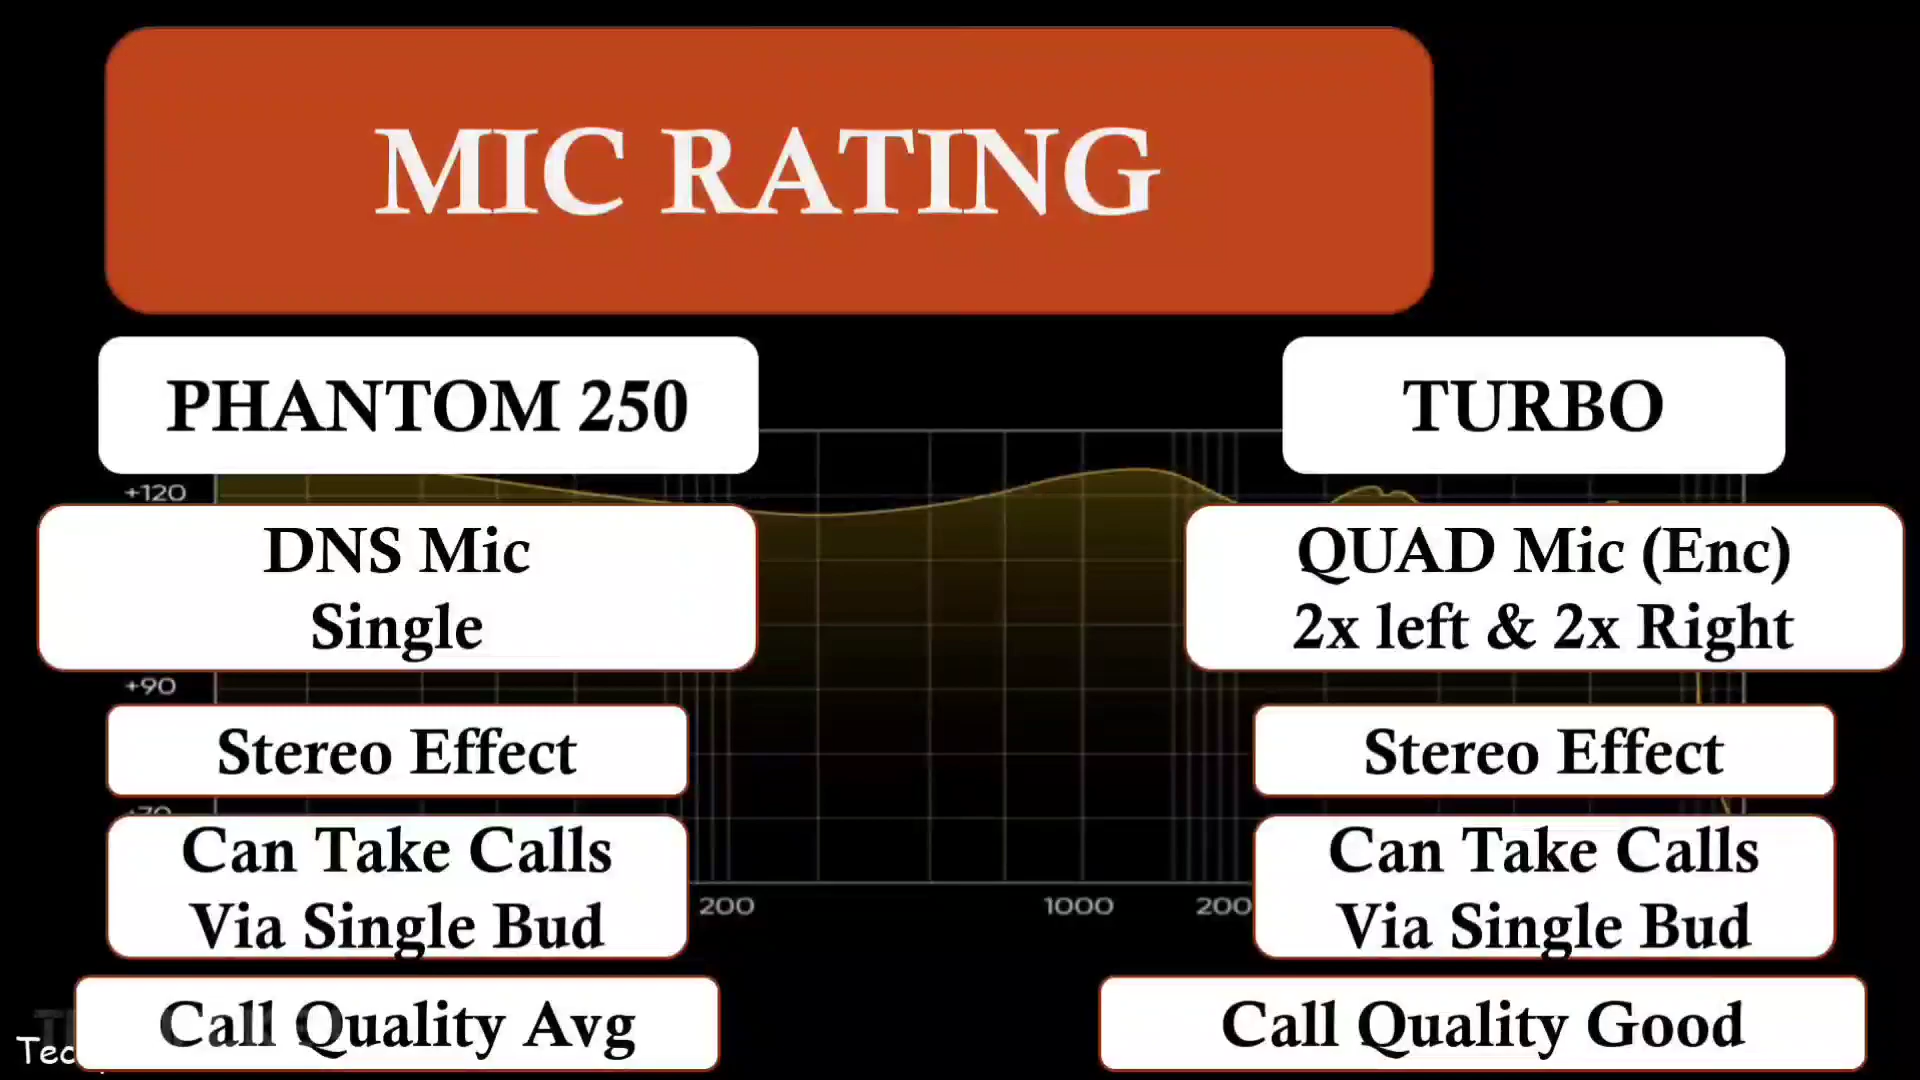 MIC RATING
PHANTOM 250
TURBO
+120
DNS Mic
Single
QUAD Mic (Enc)
2x left & 2x Right
+90
Stereo Effect
Stereo Effect
Can Take Calls
Via Single Bud
200
1000
200
Can Take Calls
Via Single Bud
Call Quality Avg
Call Quality Good